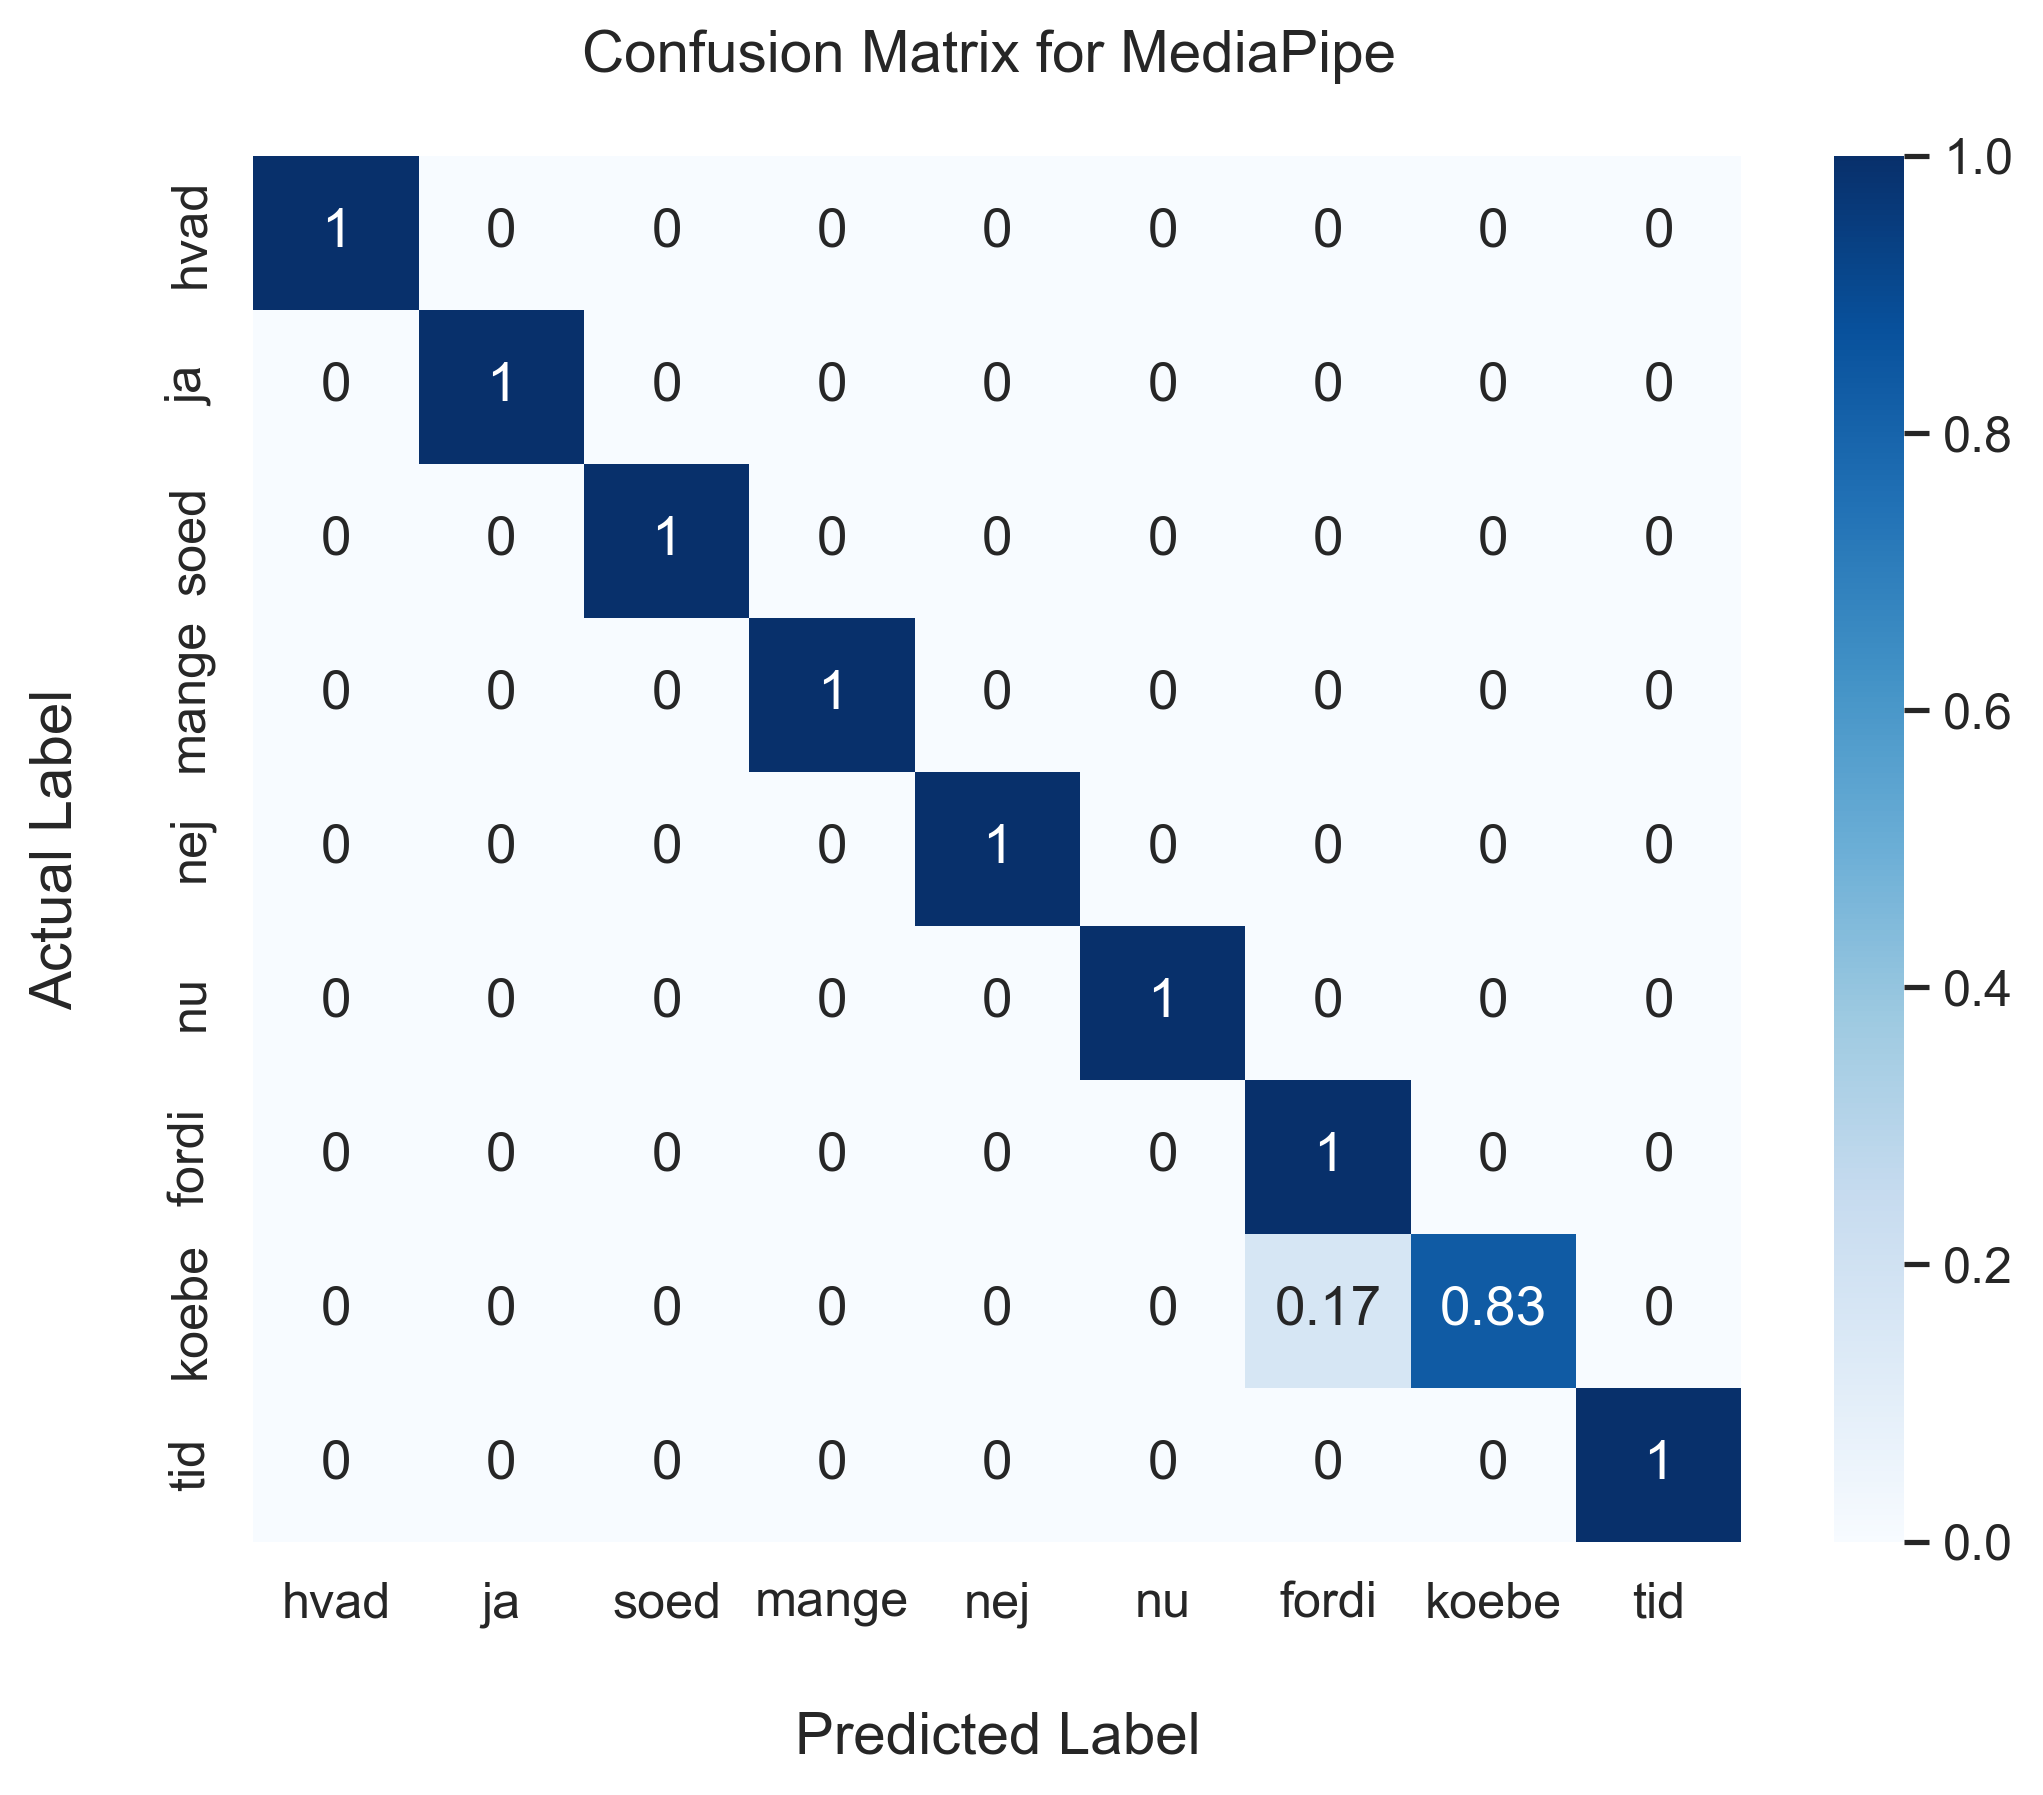 Confusion Matrix for MediaPipe
hvad 1 0 0 0 0 0 0 0 0
ja 0 1 0 0 0 0 0 0 0
soed 0 0 1 0 0 0 0 0 0
mange 0 0 0 1 0 0 0 0 0
nej 0 0 0 0 1 0 0 0 0
nu 0 0 0 0 0 1 0 0 0
fordi 0 0 0 0 0 0 1 0 0
koebe 0 0 0 0 0 0 0.17 0.83 0
tid 0 0 0 0 0 0 0 0 1
hvad ja soed mange nej nu fordi koebe tid
Actual Label
Predicted Label
1.0
0.8
0.6
0.4
0.2
0.0